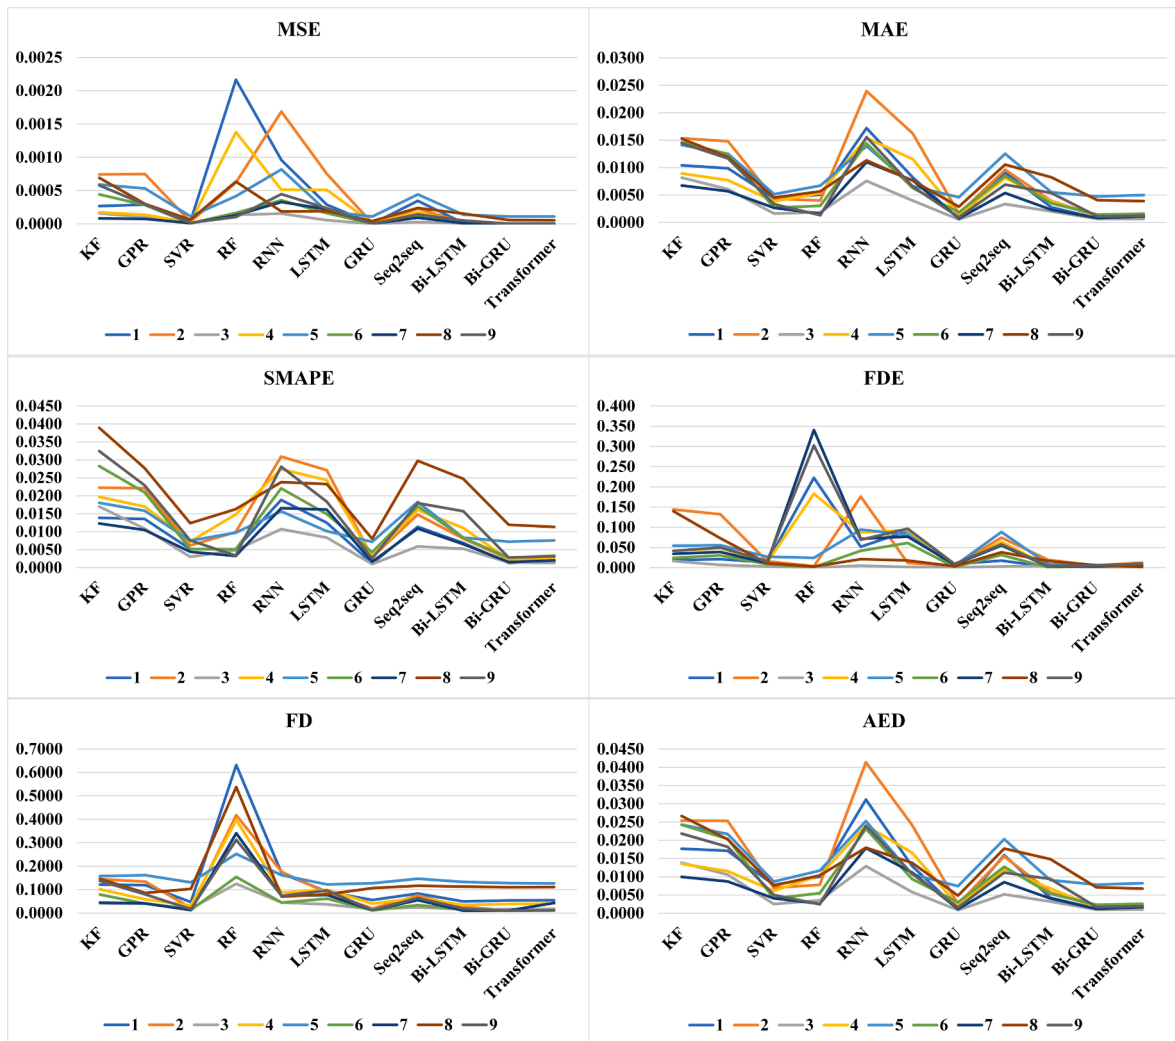 MSE
0.0025
0.0020
0.0015
0.0010
0.0005
0.0000
KF GPR SVR RF RNN LSTM GRU Seq2seq Bi-LSTM Bi-GRU Transformer
1 2 3 4 5 6 7 8 9
MAE
0.0300
0.0250
0.0200
0.0150
0.0100
0.0050
0.0000
KF GPR SVR RF RNN LSTM GRU Seq2seq Bi-LSTM Bi-GRU Transformer
1 2 3 4 5 6 7 8 9
SMAPE
0.0450
0.0400
0.0350
0.0300
0.0250
0.0200
0.0150
0.0100
0.0050
0.0000
KF GPR SVR RF RNN LSTM GRU Seq2seq Bi-LSTM Bi-GRU Transformer
1 2 3 4 5 6 7 8 9
FDE
0.400
0.350
0.300
0.250
0.200
0.150
0.100
0.050
0.000
KF GPR SVR RF RNN LSTM GRU Seq2seq Bi-LSTM Bi-GRU Transformer
1 2 3 4 5 6 7 8 9
FD
0.7000
0.6000
0.5000
0.4000
0.3000
0.2000
0.1000
0.0000
KF GPR SVR RF RNN LSTM GRU Seq2seq Bi-LSTM Bi-GRU Transformer
1 2 3 4 5 6 7 8 9
AED
0.0450
0.0400
0.0350
0.0300
0.0250
0.0200
0.0150
0.0100
0.0050
0.0000
KF GPR SVR RF RNN LSTM GRU Seq2seq Bi-LSTM Bi-GRU Transformer
1 2 3 4 5 6 7 8 9